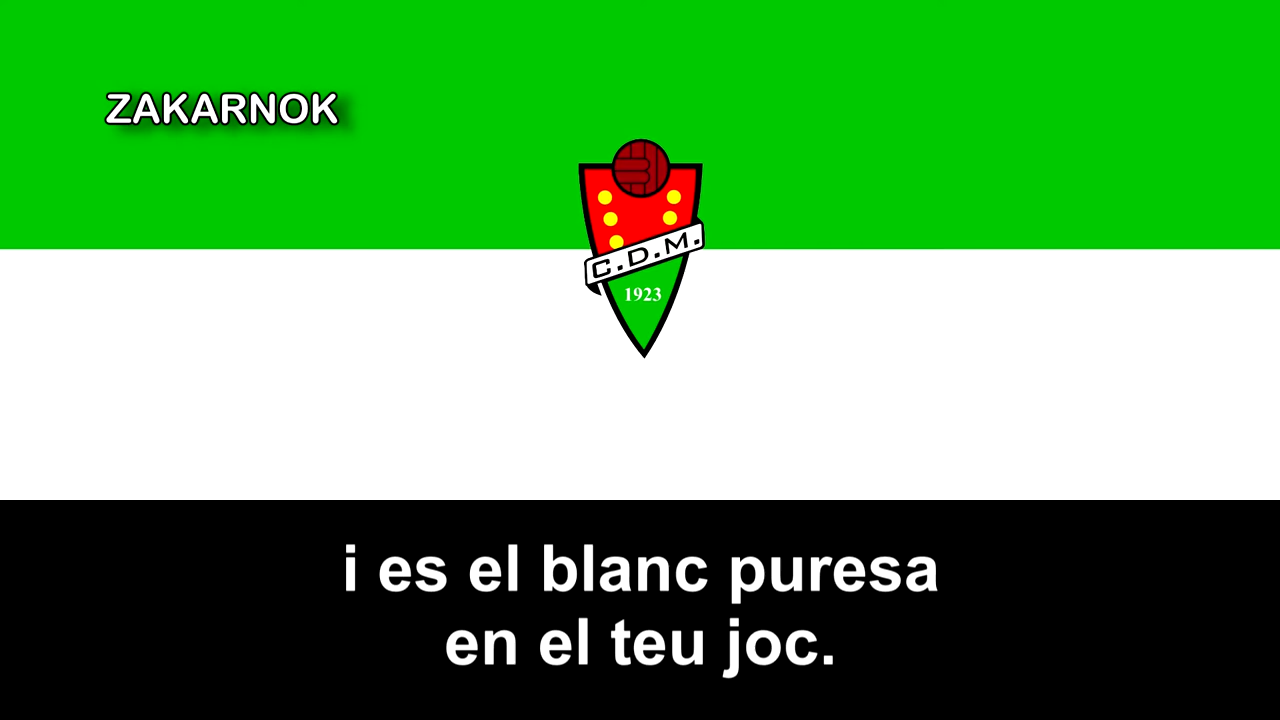 ZAKARNOK
C.D.M.
1923
i es el blanc puresa
en el teu joc.